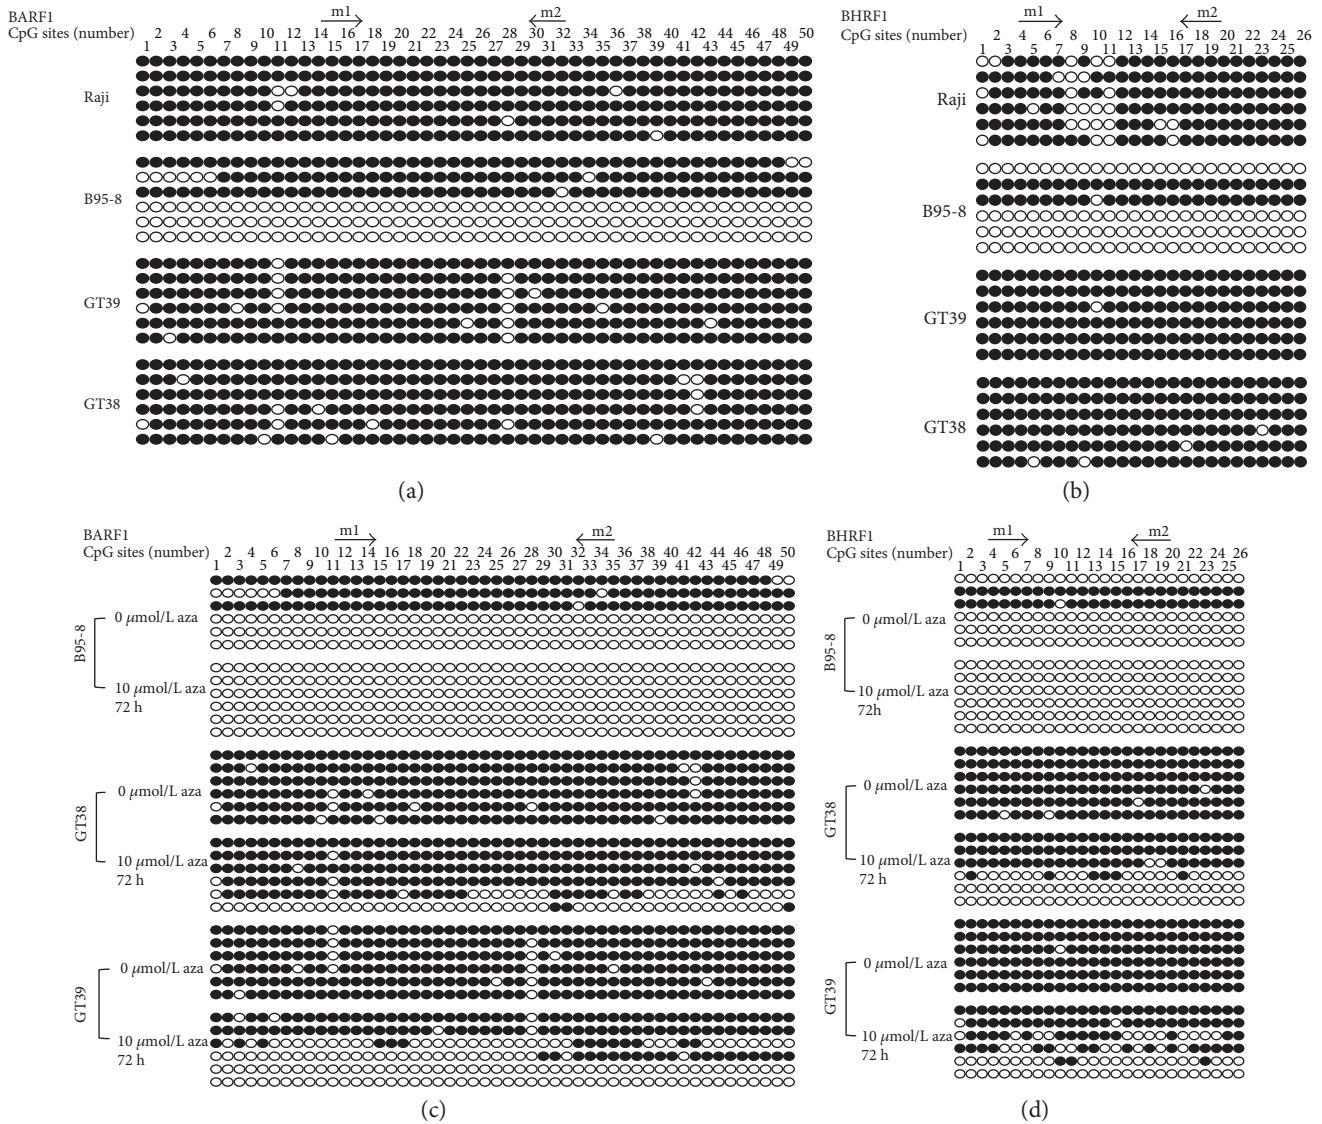 BARF1
m1
m2
CpG sites (number)
2 4 6 8 10 12 14 16 18 20 22 24 26 28 30 32 34 36 38 40 42 44 46 48 50
1 3 5 7 9 11 13 15 17 19 21 23 25 27 29 31 33 35 37 39 41 43 45 47 49
Raji
B95-8
GT39
GT38
(a)
BHRF1
m1
m2
CpG sites (number)
2 4 6 8 10 12 14 16 18 20 22 24 26
1 3 5 7 9 11 13 15 17 19 21 23 25
Raji
B95-8
GT39
GT38
(b)
BARF1
m1
m2
CpG sites (number)
2 4 6 8 10 12 14 16 18 20 22 24 26 28 30 32 34 36 38 40 42 44 46 48 50
1 3 5 7 9 11 13 15 17 19 21 23 25 27 29 31 33 35 37 39 41 43 45 47 49
B95-8
0 μmol/L aza
10 μmol/L aza
72 h
GT38
0 μmol/L aza
10 μmol/L aza
72 h
GT39
0 μmol/L aza
10 μmol/L aza
72 h
(c)
BHRF1
m1
m2
CpG sites (number)
2 4 6 8 10 12 14 16 18 20 22 24 26
1 3 5 7 9 11 13 15 17 19 21 23 25
B95-8
0 μmol/L aza
10 μmol/L aza
72h
GT38
0 μmol/L aza
10 μmol/L aza
72 h
GT39
0 μmol/L aza
10 μmol/L aza
72 h
(d)